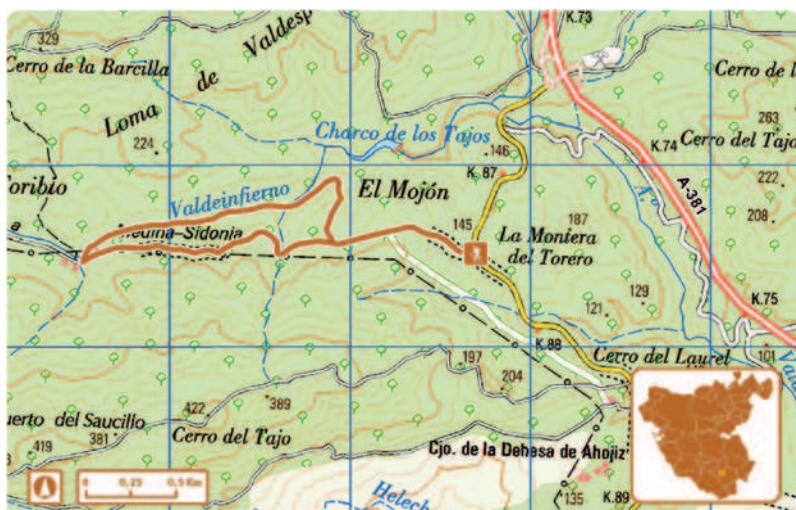 K.73
329
Loma de Valdesp
Cerro de la Barcilla
Cerro de l
263
Charco de los Tajos
146
Cerro del Tajo
224
K.74
K.87
A-381
222
Toribio
Valdeinfierno
El Mojón
208
145
187
Medina-Sidonia
La Montera
del Torero
129
121
K.75
K.88
Cerro del Laurel
101
197
204
389
422
uerto del Saucillo
381
419
Cerro del Tajo
Cjo. de la Dehesa de Ahojiz
135
K.89
Helech
0 0,25 0,5 Km